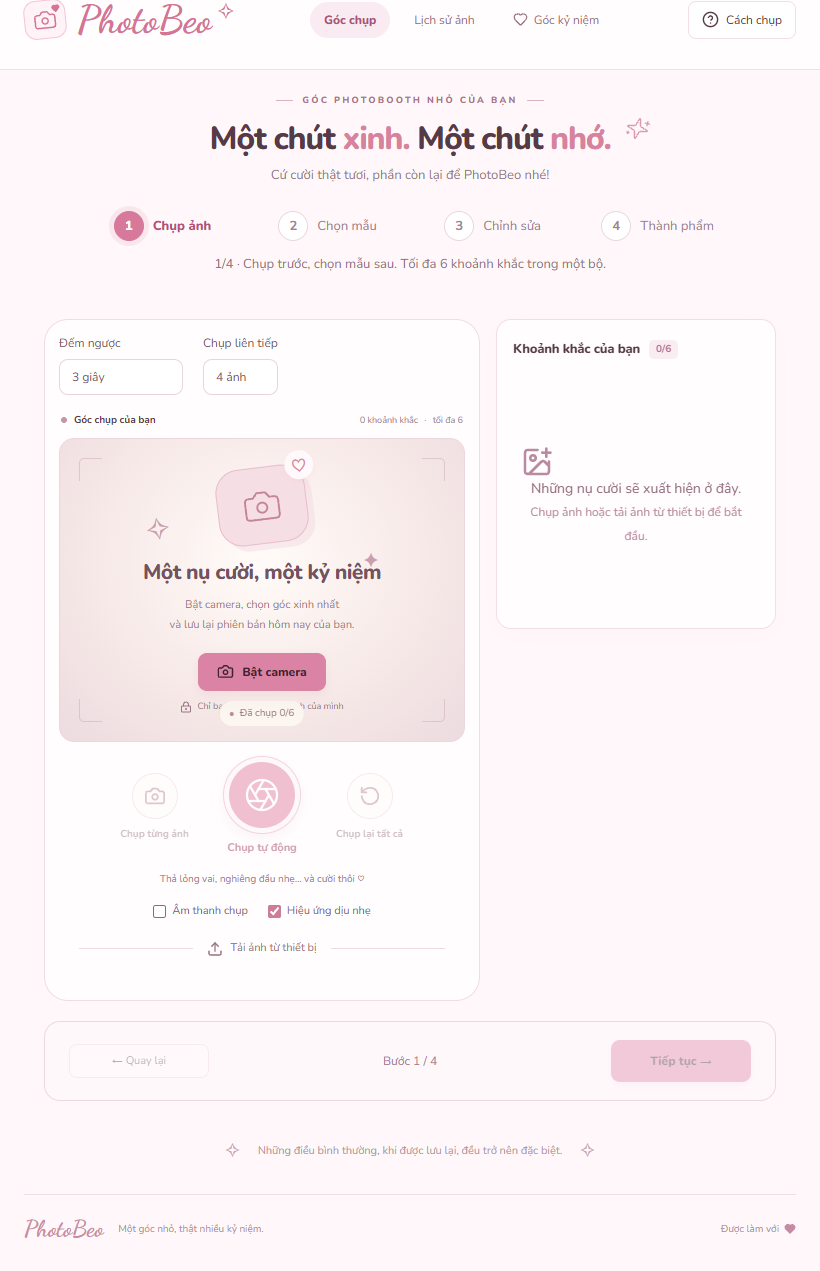 PhotoBeo
Góc chụp
Lịch sử ảnh
Góc kỷ niệm
Cách chụp
GÓC PHOTOBOOTH NHỎ CỦA BẠN
Một chút xinh. Một chút nhớ.
Cứ cười thật tươi, phần còn lại để PhotoBeo nhé!
1 Chụp ảnh
2 Chọn mẫu
3 Chỉnh sửa
4 Thành phẩm
1/4 · Chụp trước, chọn mẫu sau. Tối đa 6 khoảnh khắc trong một bộ.
Đếm ngược
Chụp liên tiếp
3 giây
4 ảnh
Góc chụp của bạn
0 khoảnh khắc · tối đa 6
Một nụ cười, một kỷ niệm
Bật camera, chọn góc xinh nhất
và lưu lại phiên bản hôm nay của bạn.
Bật camera
Chỉ
của mình
Đã chụp 0/6
Chụp từng ảnh
Chụp tự động
Chụp lại tất cả
Thả lỏng vai, nghiêng đầu nhẹ... và cười thôi ♡
Âm thanh chụp
Hiệu ứng dịu nhẹ
Tải ảnh từ thiết bị
Khoảnh khắc của bạn 0/6
Những nụ cười sẽ xuất hiện ở đây.
Chụp ảnh hoặc tải ảnh từ thiết bị để bắt
đầu.
← Quay lại
Bước 1 / 4
Tiếp tục →
Những điều bình thường, khi được lưu lại, đều trở nên đặc biệt.
PhotoBeo
Một góc nhỏ, thật nhiều kỷ niệm.
Được làm với